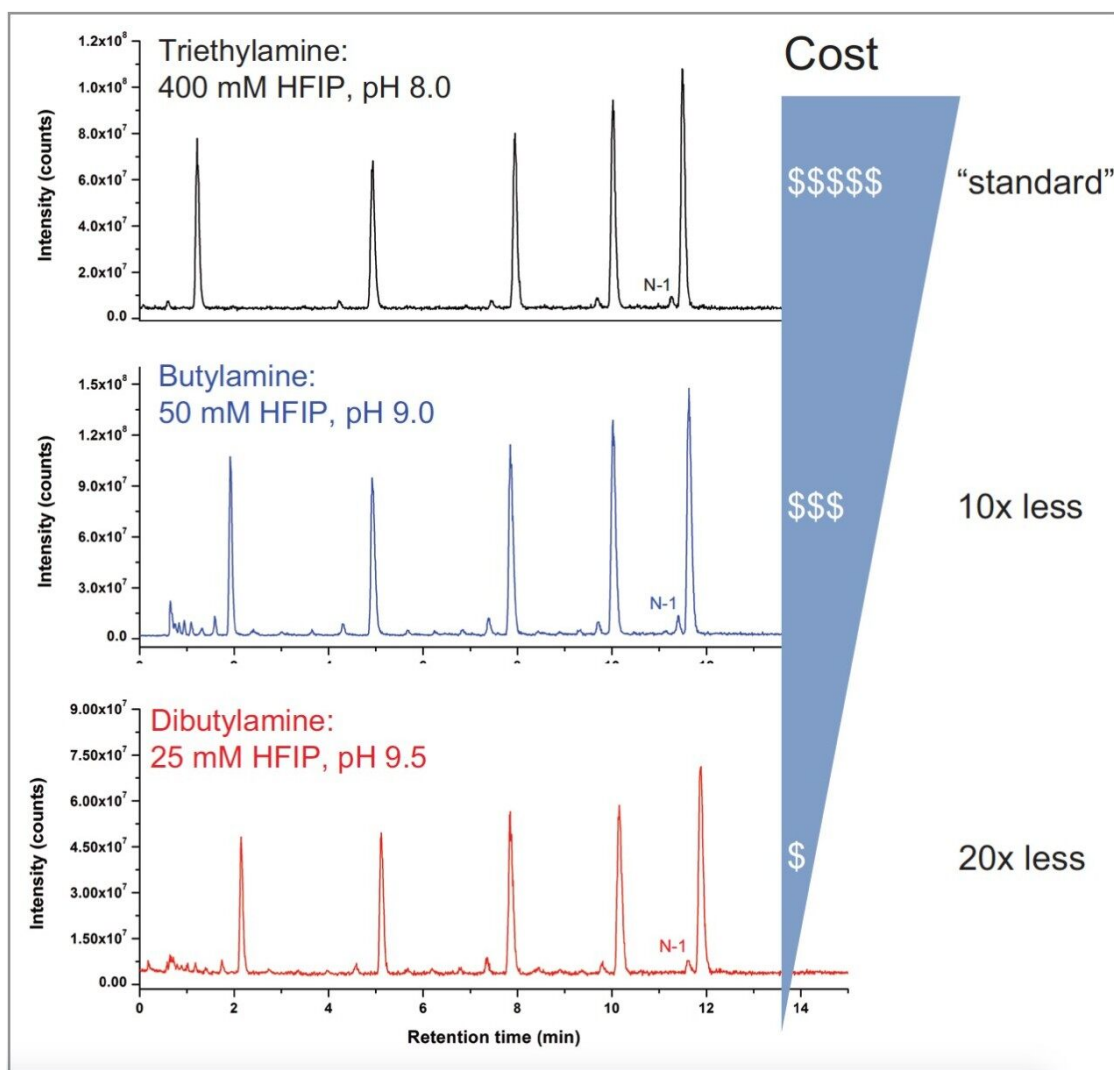 Cost
Triethylamine:
400 mM HFIP, pH 8.0
Intensity (counts)
1.2x10⁸
1.0x10⁸
8.0x10⁷
6.0x10⁷
4.0x10⁷
2.0x10⁷
0.0
N-1
$$$$$
“standard”
Butylamine:
50 mM HFIP, pH 9.0
Intensity (counts)
1.5x10⁸
1.2x10⁸
9.0x10⁷
6.0x10⁷
3.0x10⁷
0.0
N-1
$$$
10x less
Dibutylamine:
25 mM HFIP, pH 9.5
Intensity (counts)
9.00x10⁷
7.50x10⁷
6.00x10⁷
4.50x10⁷
3.00x10⁷
1.50x10⁷
0.00
N-1
$
20x less
0 2 4 6 8 10 12 14
Retention time (min)